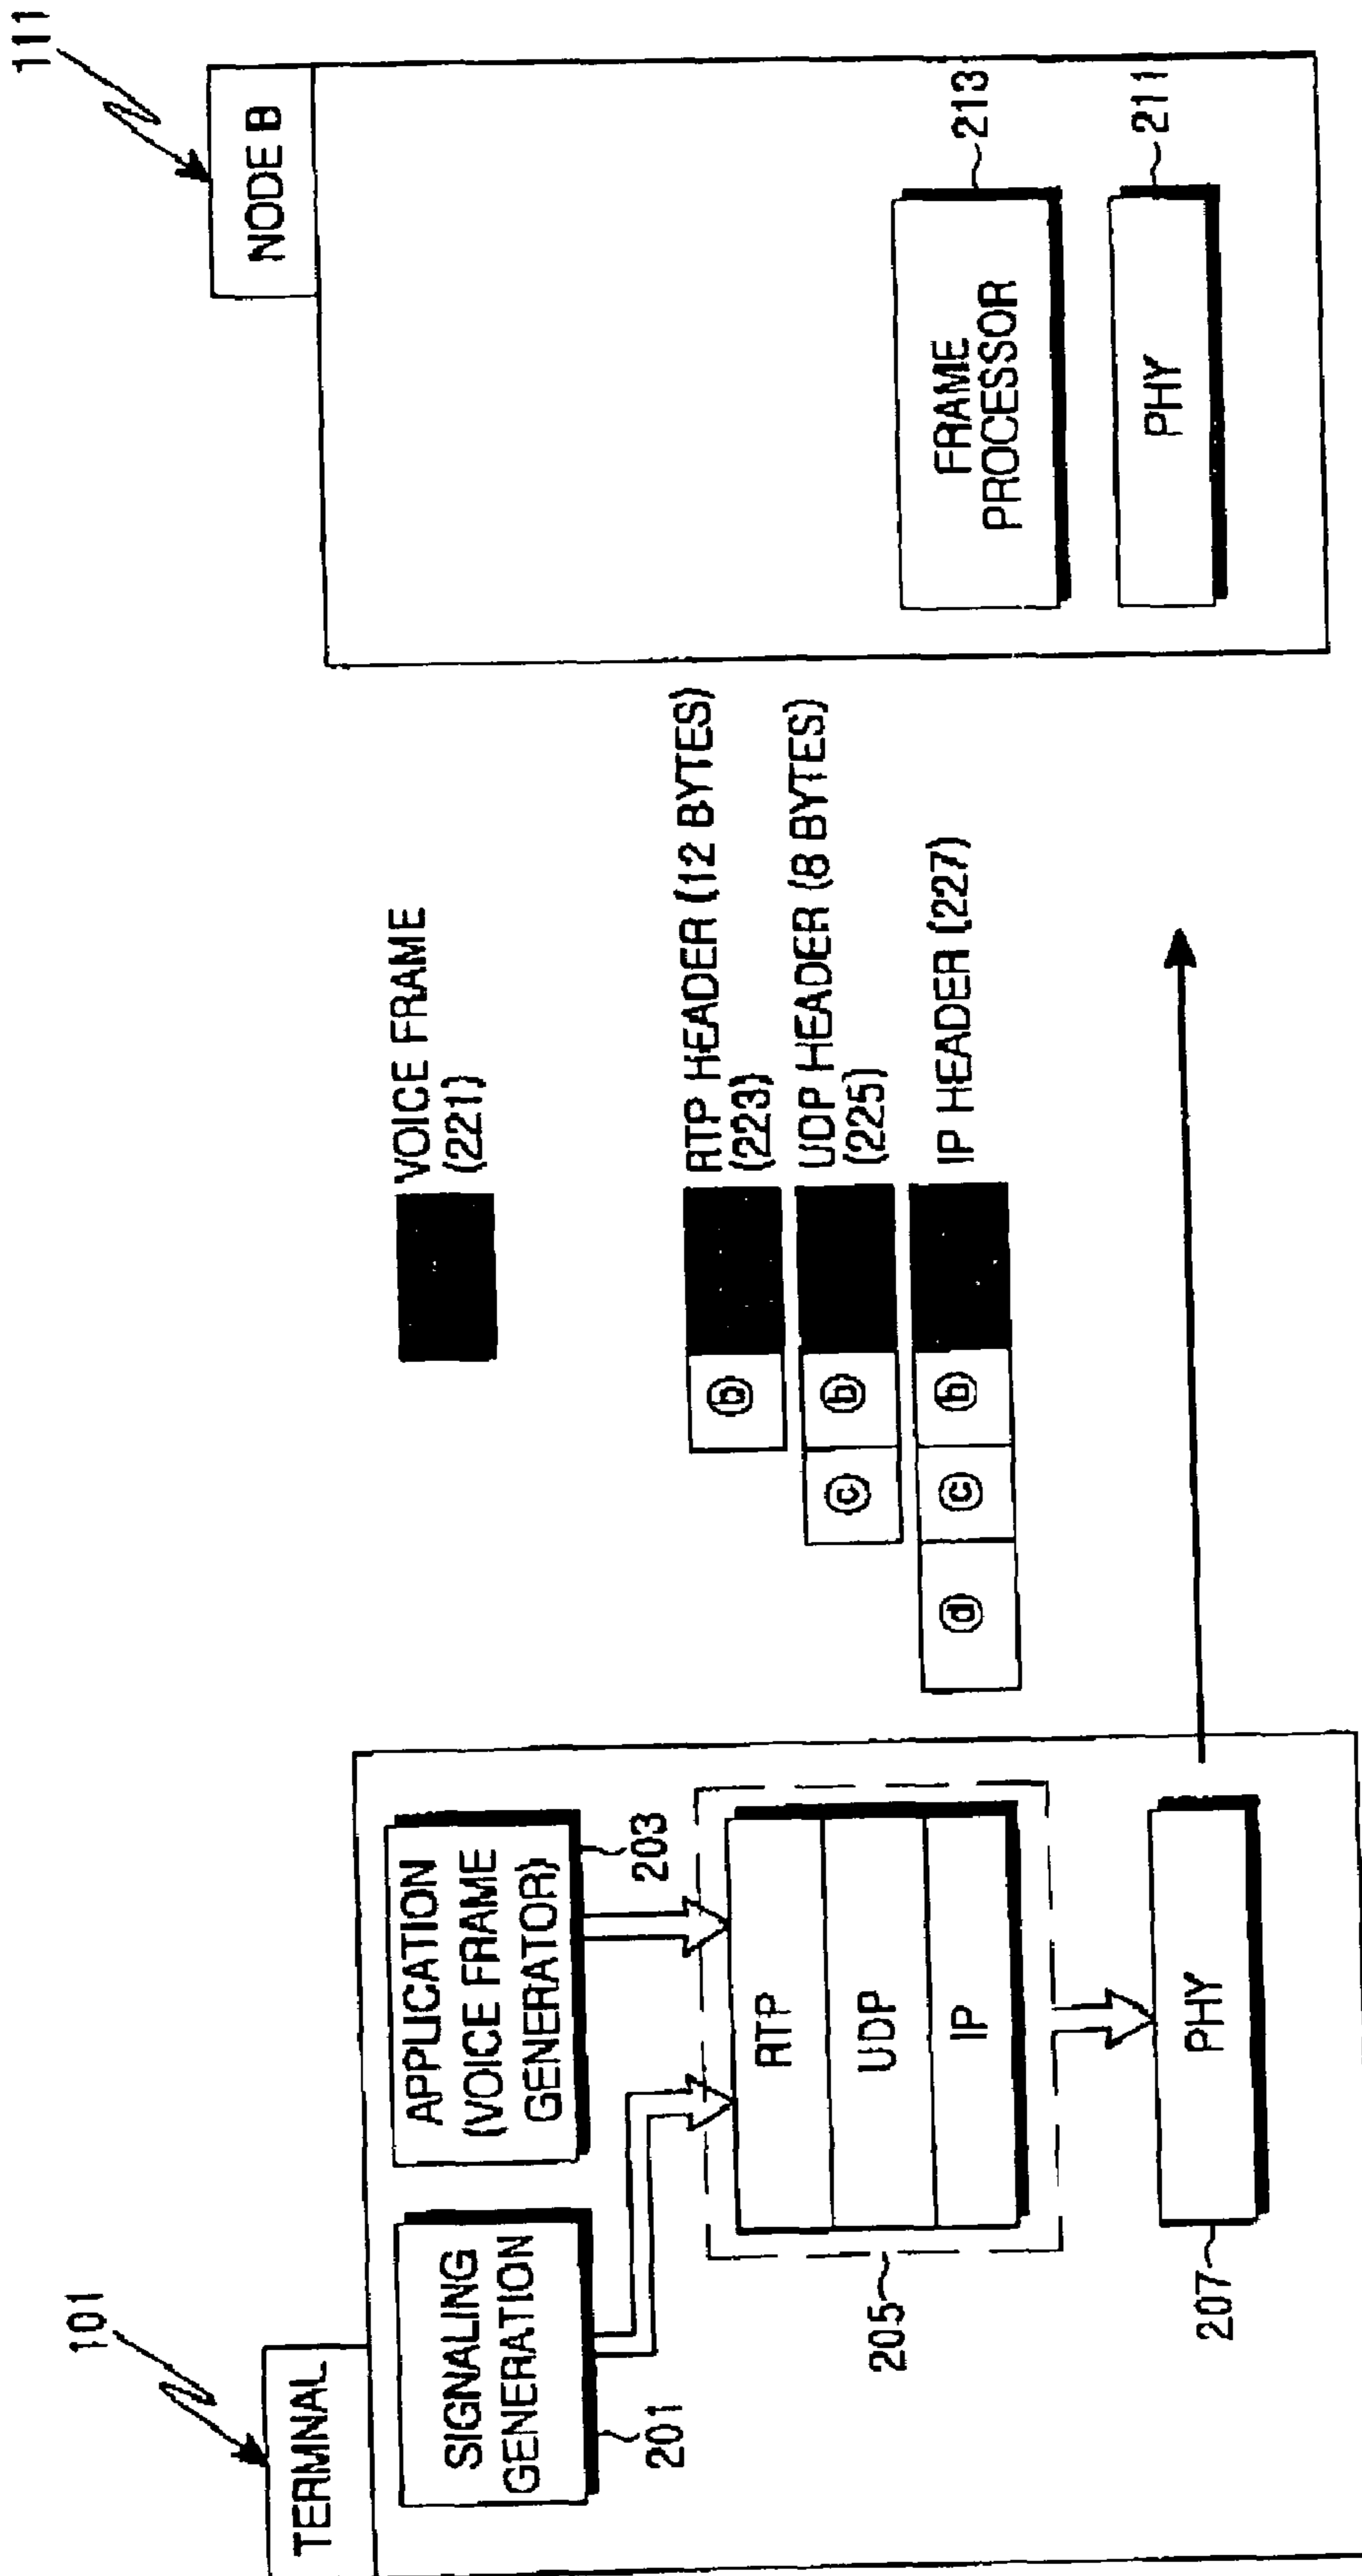 101
TERMINAL
SIGNALING
GENERATION
201
APPLICATION
(VOICE FRAME
GENERATOR)
203
RTP
UDP
IP
205
PHY
207
VOICE FRAME
(221)
ⓑ
RTP HEADER (12 BYTES)
(223)
ⓒ ⓑ
UDP HEADER (8 BYTES)
(225)
ⓓ ⓒ ⓑ
IP HEADER (227)
111
NODE B
FRAME
PROCESSOR
213
PHY
211